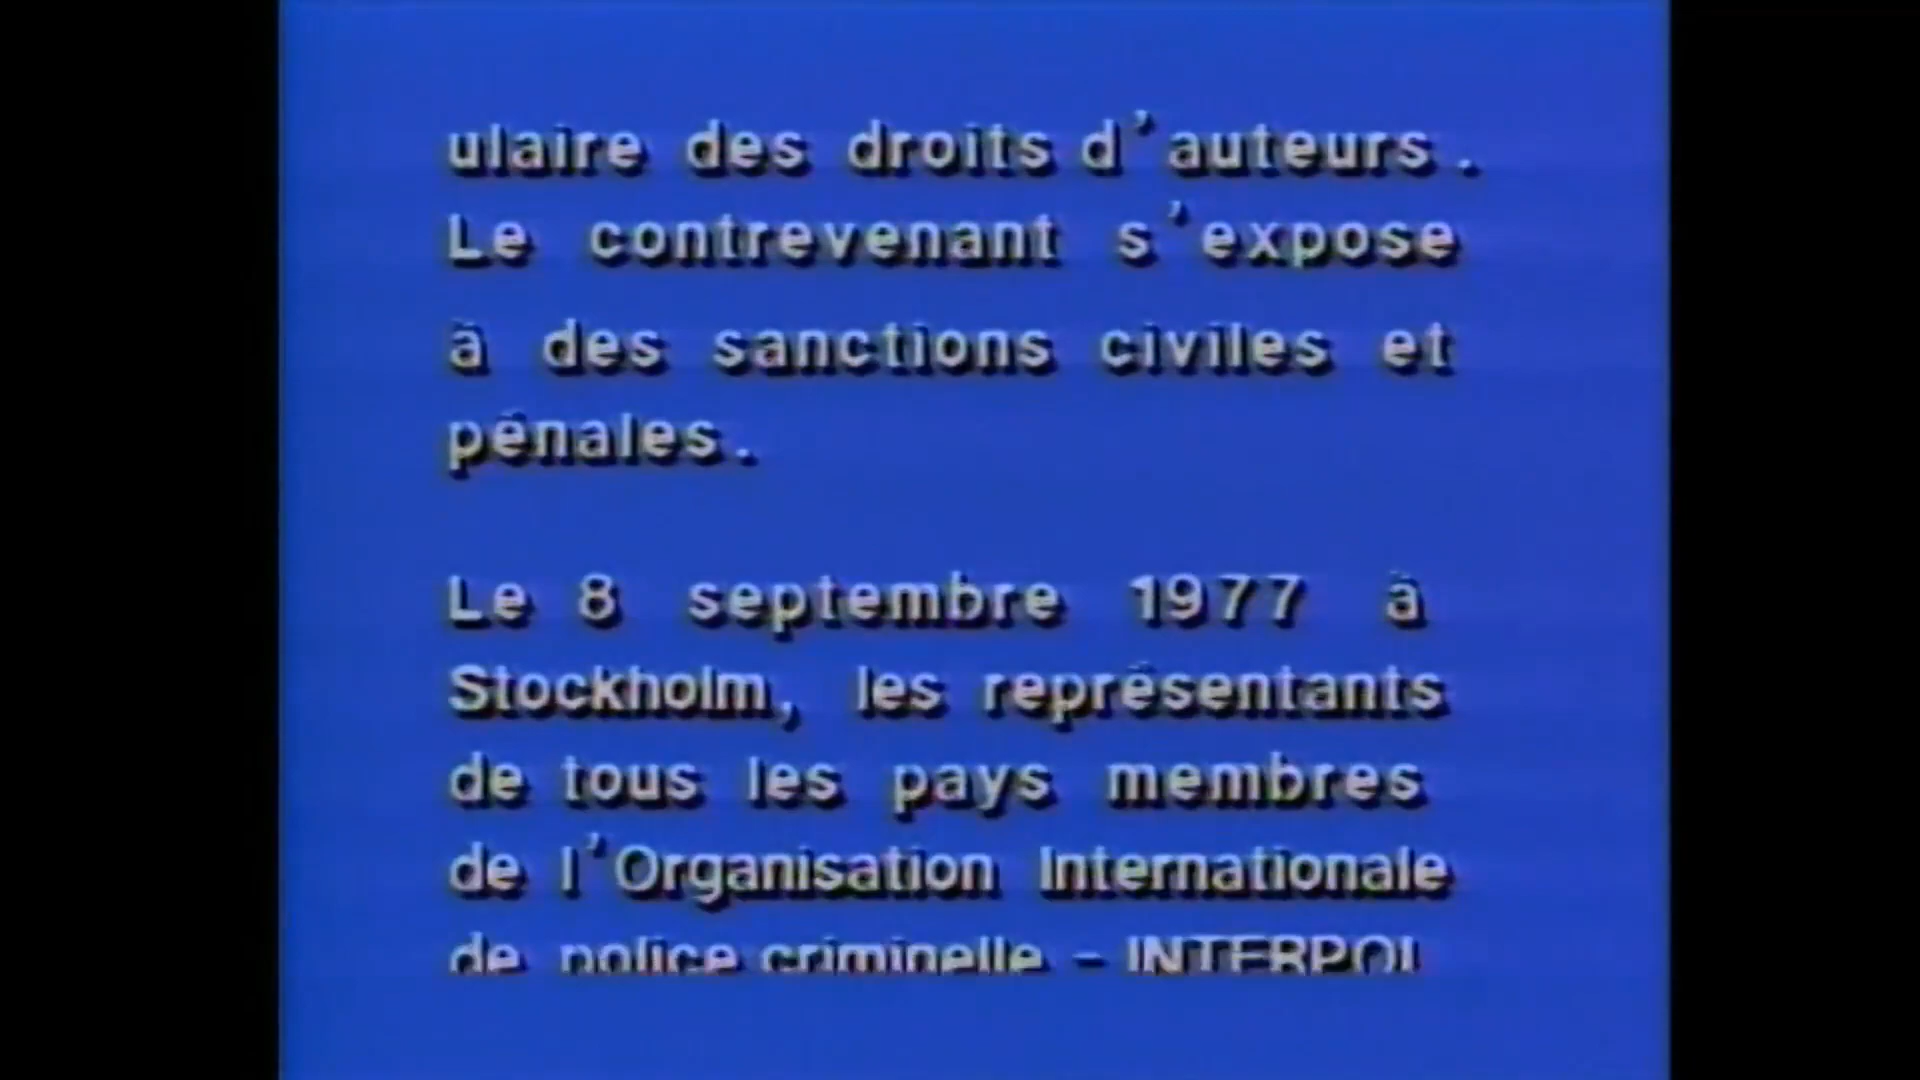 ulaire des droits d'auteurs.
Le contrevenant s'expose
à des sanctions civiles et
pénales.
Le 8 septembre 1977 à
Stockholm, les représentants
de tous les pays membres
de l'Organisation Internationale
de police criminelle - INTERPOL